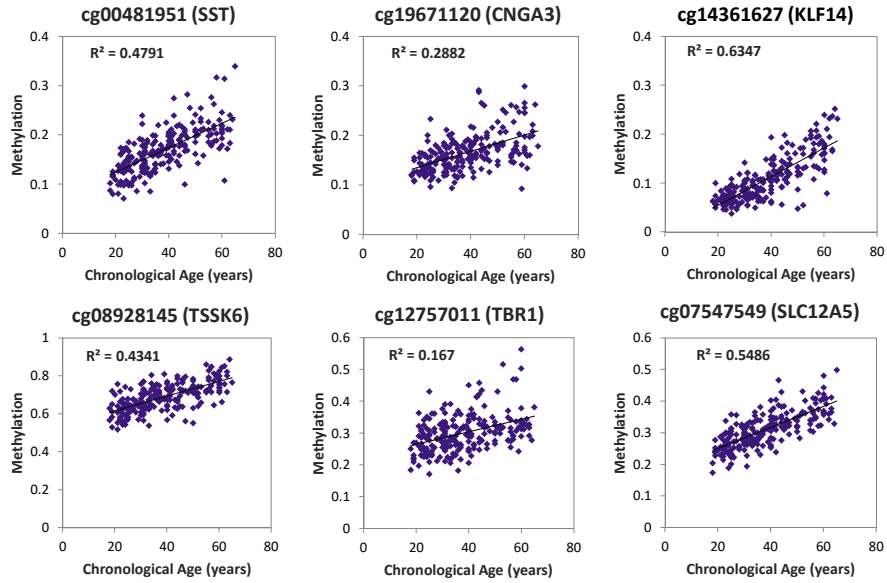 cg00481951 (SST)
R² = 0.4791
Methylation
0.4
0.3
0.2
0.1
0
0 20 40 60 80
Chronological Age (years)
cg19671120 (CNGA3)
R² = 0.2882
Methylation
0.4
0.3
0.2
0.1
0
0 20 40 60 80
Chronological Age (years)
cg14361627 (KLF14)
R² = 0.6347
Methylation
0.4
0.3
0.2
0.1
0
0 20 40 60 80
Chronological Age (years)
cg08928145 (TSSK6)
R² = 0.4341
Methylation
1
0.8
0.6
0.4
0.2
0
0 20 40 60 80
Chronological Age (years)
cg12757011 (TBR1)
R² = 0.167
Methylation
0.6
0.5
0.4
0.3
0.2
0.1
0
0 20 40 60 80
Chronological Age (years)
cg07547549 (SLC12A5)
R² = 0.5486
Methylation
0.6
0.5
0.4
0.3
0.2
0.1
0
0 20 40 60 80
Chronological Age (years)